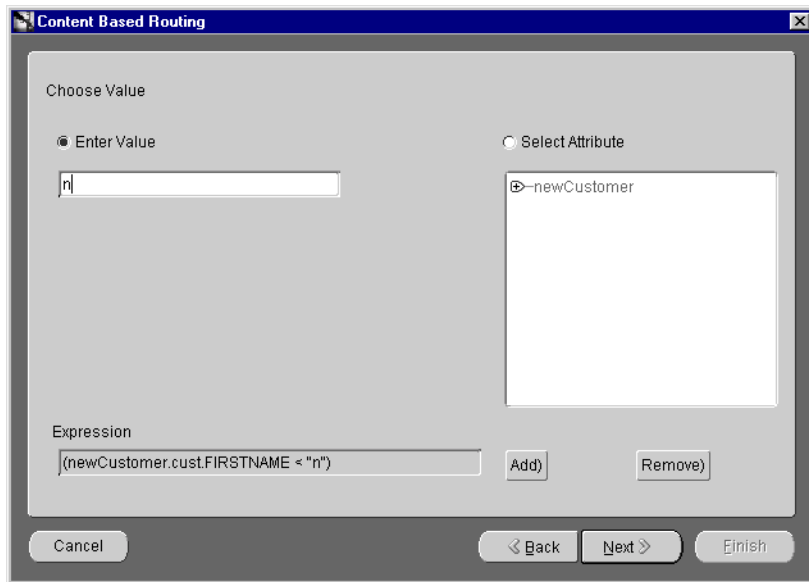 Content Based Routing
Choose Value
Enter Value
Select Attribute
n
newCustomer
Expression
(newCustomer.cust.FIRSTNAME < "n")
Add)
Remove)
Cancel
Back
Next
Finish